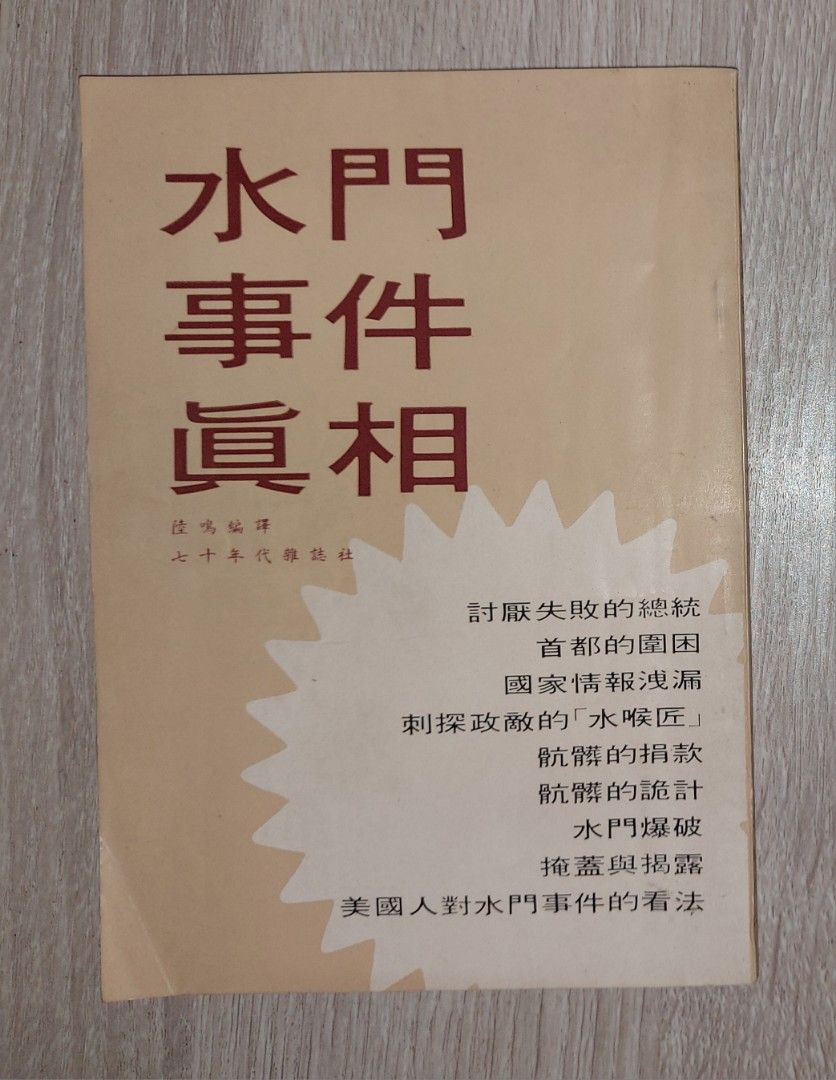 水門
事件
眞相
陸鳴編譯
七十年代雜誌社
討厭失敗的總統
首都的圍困
國家情報洩漏
刺探政敵的「水喉匠」
骯髒的捐款
骯髒的詭計
水門爆破
掩蓋與揭露
美國人對水門事件的看法